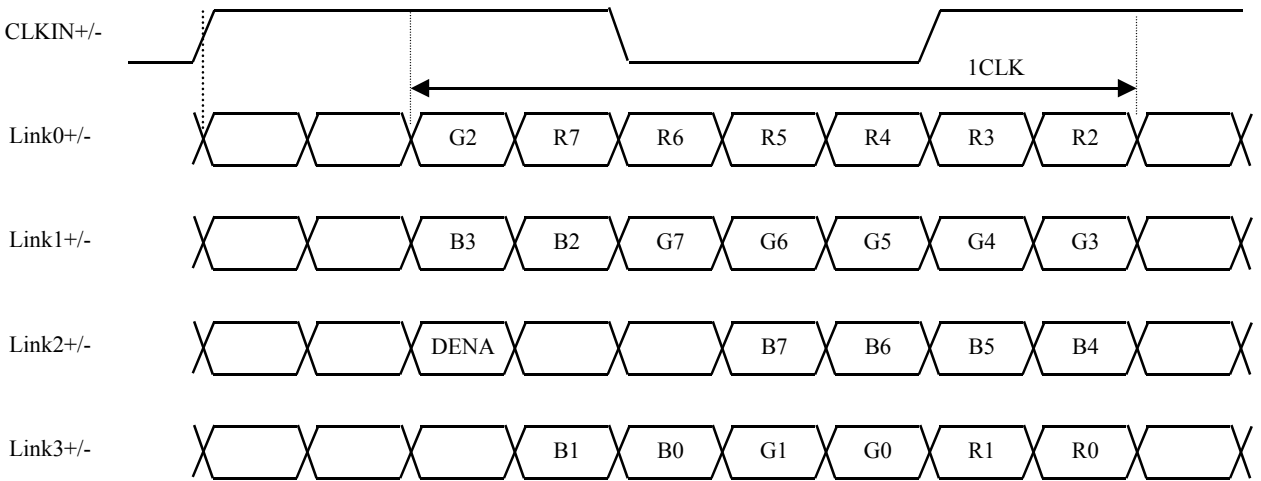 CLKIN+/-
1CLK
Link0+/- G2 R7 R6 R5 R4 R3 R2
Link1+/- B3 B2 G7 G6 G5 G4 G3
Link2+/- DENA B7 B6 B5 B4
Link3+/- B1 B0 G1 G0 R1 R0